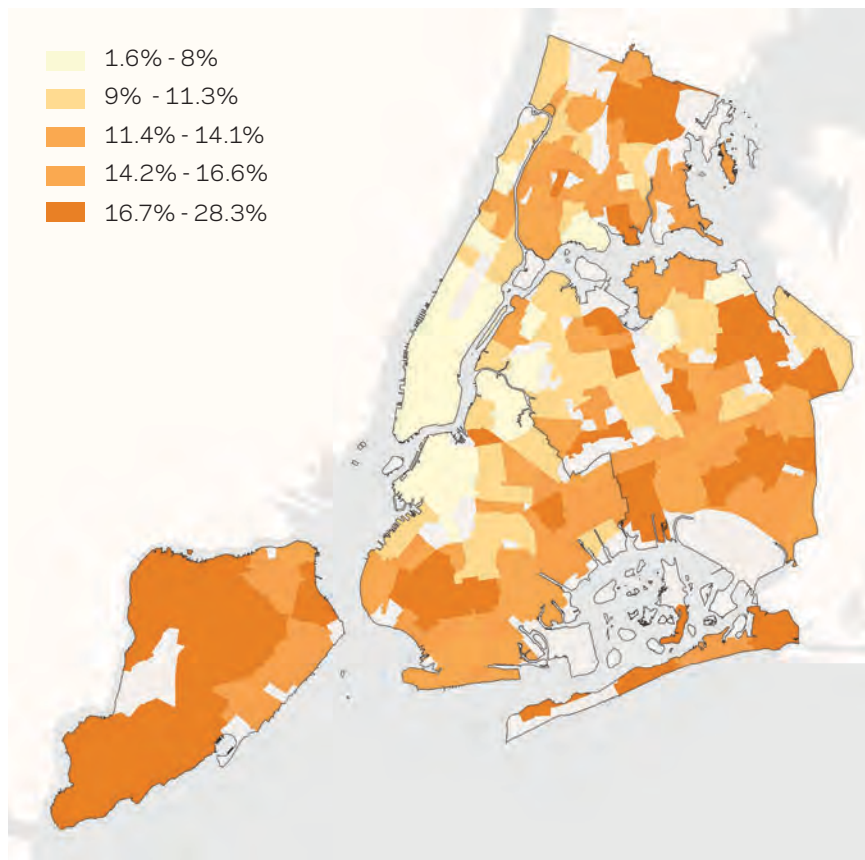 1.6% - 8%
9% - 11.3%
11.4% - 14.1%
14.2% - 16.6%
16.7% - 28.3%